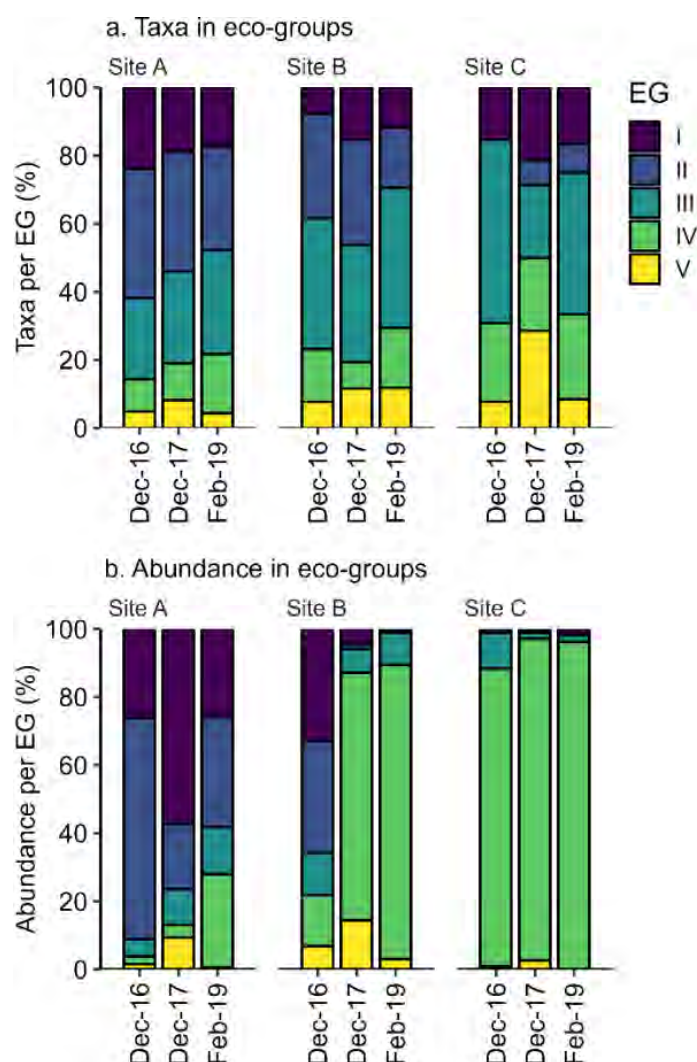 a. Taxa in eco-groups
Site A Site B Site C
EG
I
II
III
IV
V
Taxa per EG (%)
100
80
60
40
20
0
Dec-16 Dec-17 Feb-19 Dec-16 Dec-17 Feb-19 Dec-16 Dec-17 Feb-19
b. Abundance in eco-groups
Site A Site B Site C
Abundance per EG (%)
100
80
60
40
20
0
Dec-16 Dec-17 Feb-19 Dec-16 Dec-17 Feb-19 Dec-16 Dec-17 Feb-19